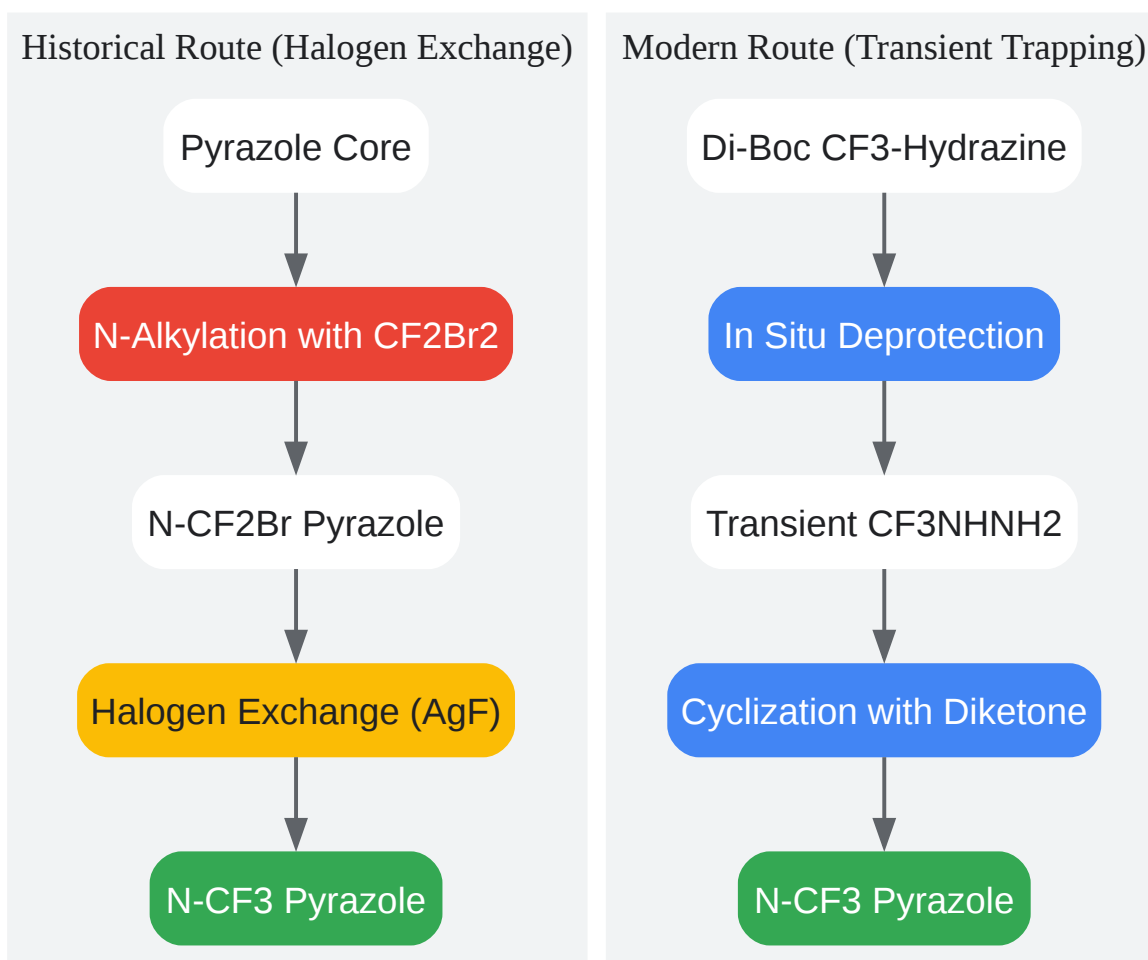 Historical Route (Halogen Exchange)
Pyrazole Core
N-Alkylation with CF2Br2
N-CF2Br Pyrazole
Halogen Exchange (AgF)
N-CF3 Pyrazole
Modern Route (Transient Trapping)
Di-Boc CF3-Hydrazine
In Situ Deprotection
Transient CF3NHNH2
Cyclization with Diketone
N-CF3 Pyrazole